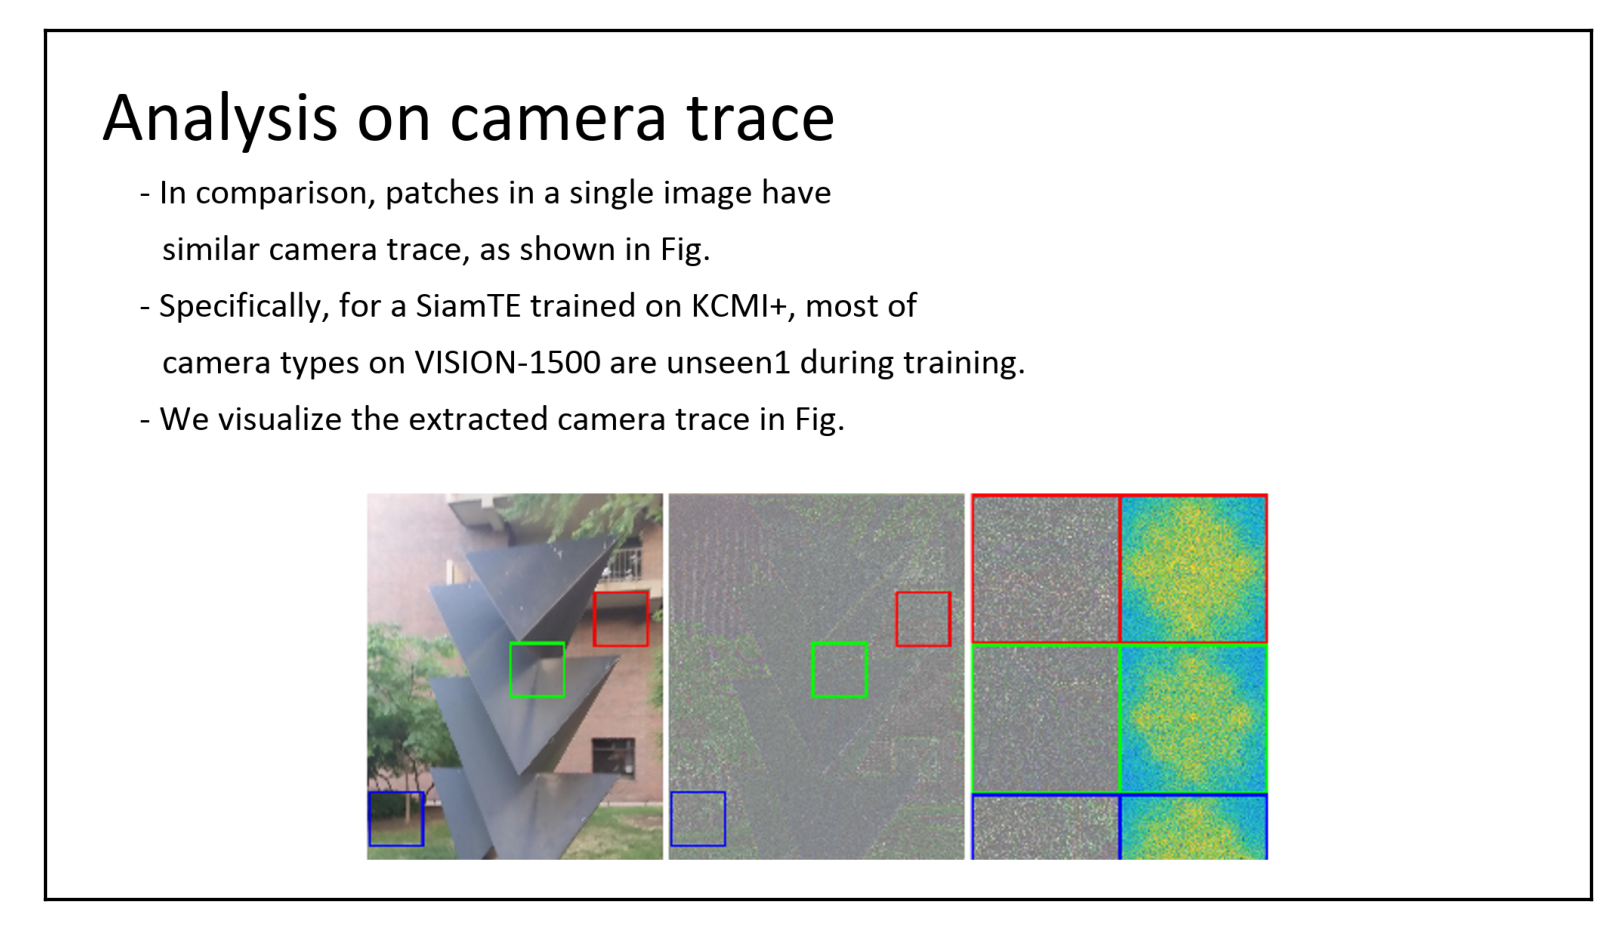 Analysis on camera trace
- In comparison, patches in a single image have
similar camera trace, as shown in Fig.
- Specifically, for a SiamTE trained on KCMI+, most of
camera types on VISION-1500 are unseen1 during training.
- We visualize the extracted camera trace in Fig.